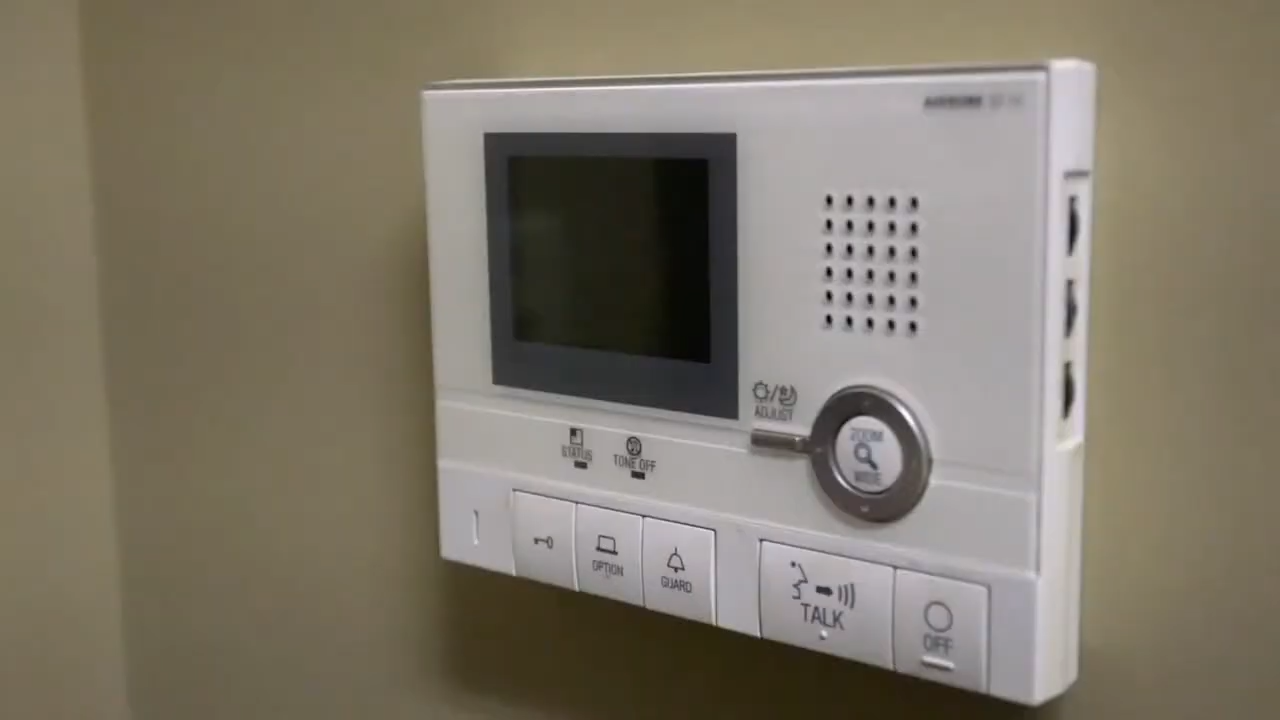 ADJUST
STATUS
TONE OFF
ZOOM
WIDE
OPTION
GUARD
TALK
OFF